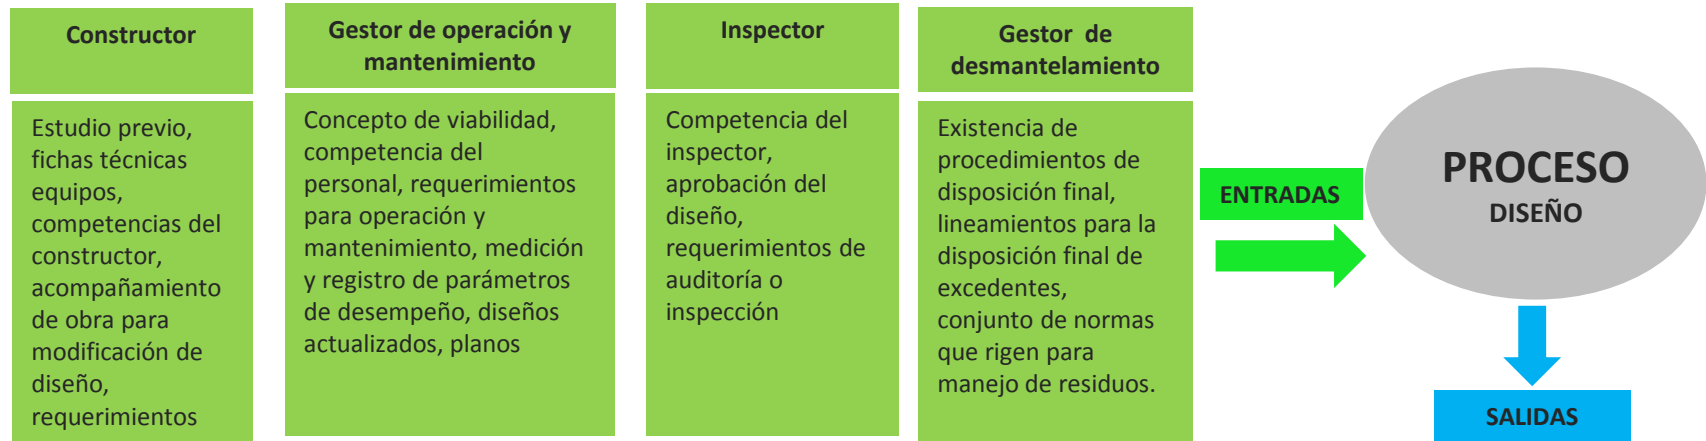 Constructor
Estudio previo,
fichas técnicas
equipos,
competencias del
constructor,
acompañamiento
de obra para
modificación de
diseño,
requerimientos
Gestor de operación y
mantenimiento
Concepto de viabilidad,
competencia del
personal, requerimientos
para operación y
mantenimiento, medición
y registro de parámetros
de desempeño, diseños
actualizados, planos
Inspector
Competencia del
inspector,
aprobación del
diseño,
requerimientos de
auditoría o
inspección
Gestor de
desmantelamiento
Existencia de
procedimientos de
disposición final,
lineamientos para la
disposición final de
excedentes,
conjunto de normas
que rigen para
manejo de residuos.
ENTRADAS
PROCESO
DISEÑO
SALIDAS